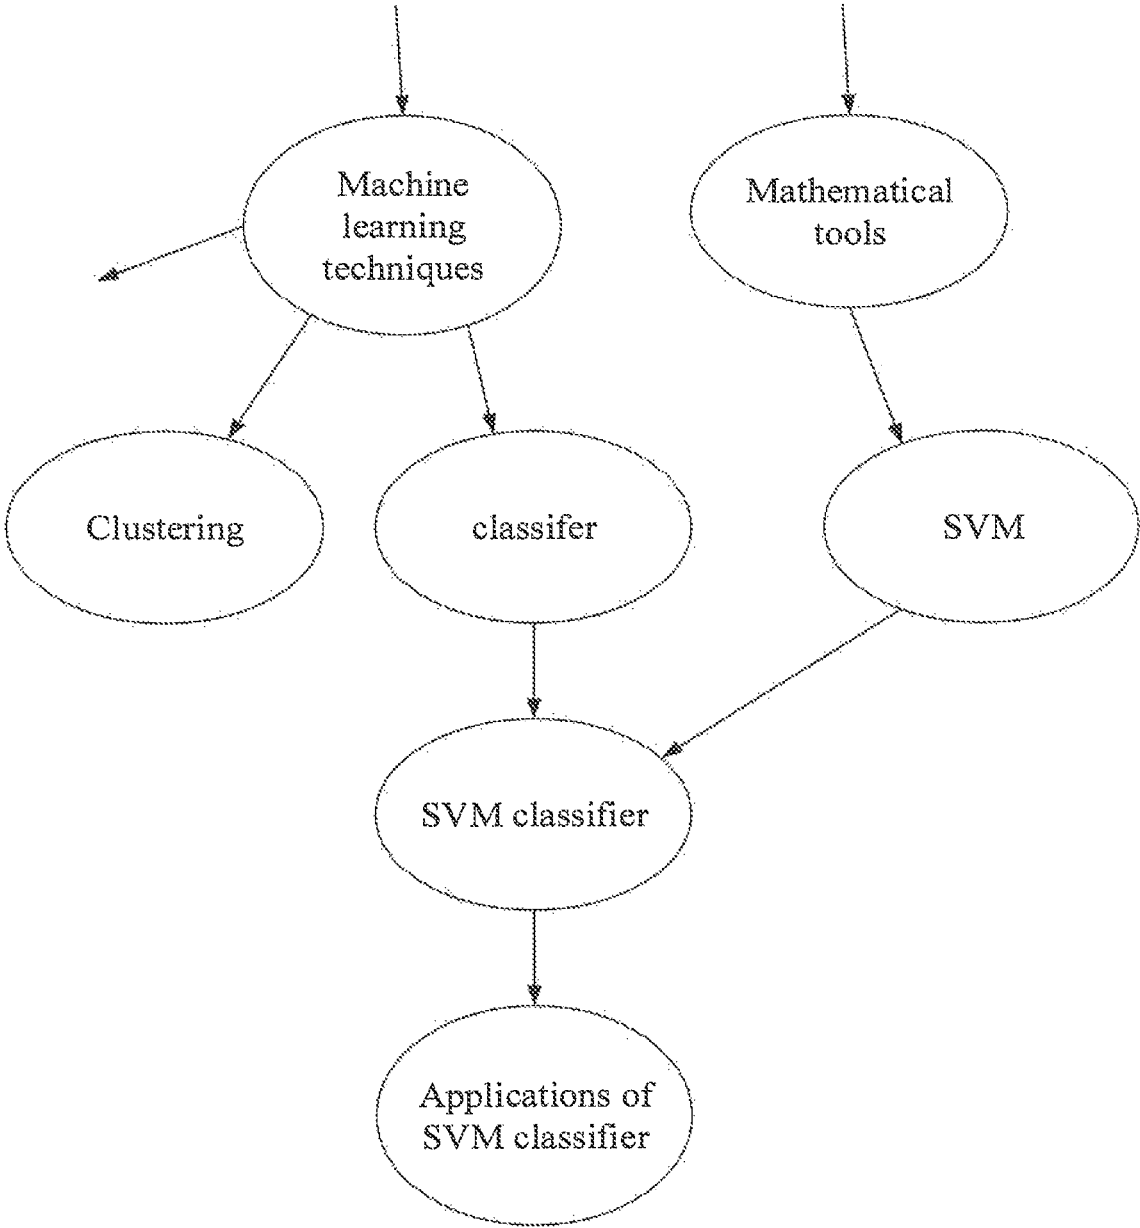 Machine
learning
techniques
Mathematical
tools
Clustering
classifer
SVM
SVM classifier
Applications of
SVM classifier